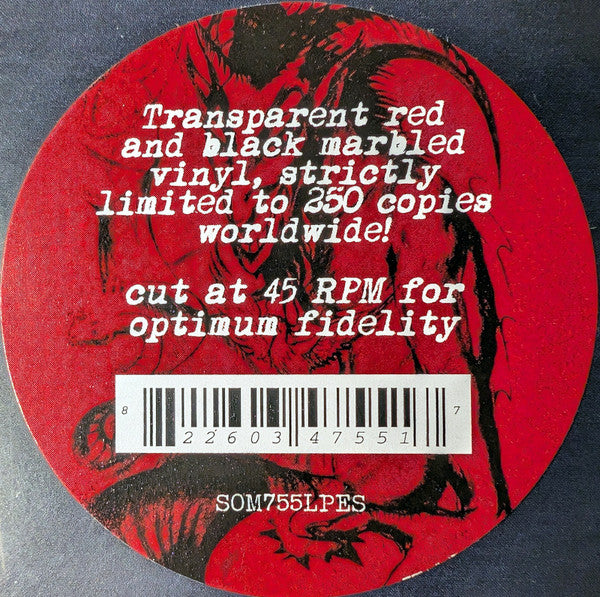 Transparent red
and black marbled
vinyl, strictly
limited to 250 copies
worldwide!
cut at 45 RPM for
optimum fidelity
8 22603 47551 7
SOM755LPES